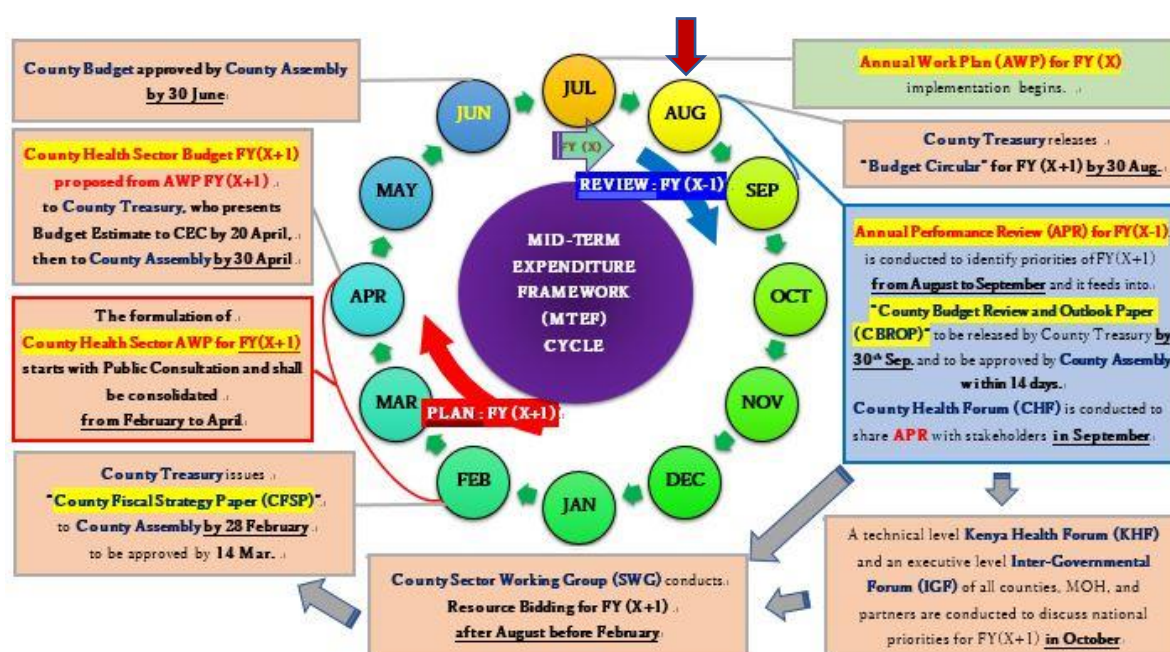 County Budget approved by County Assembly
by 30 June.
County Health Sector Budget FY(X+1)
proposed from AWP FY(X+1)
to County Treasury, who presents
Budget Estimate to CEC by 20 April,
then to County Assembly by 30 April.
The formulation of
County Health Sector AWP for FY(X+1)
starts with Public Consultation and shall
be consolidated
from February to April.
County Treasury issues
"County Fiscal Strategy Paper (CFSP)"
to County Assembly by 28 February
to be approved by 14 Mar.
JUL
AUG
SEP
OCT
NOV
DEC
JAN
FEB
MAR
APR
MAY
JUN
FY (X)
REVIEW : FY (X-1)
MID-TERM
EXPENDITURE
FRAMEWORK
(MTEF)
CYCLE
PLAN : FY (X+1)
Annual Work Plan (AWP) for FY (X)
implementation begins.
County Treasury releases
"Budget Circular" for FY (X+1) by 30 Aug.
Annual Performance Review (APR) for FY(X-1)
is conducted to identify priorities of FY(X+1)
from August to September and it feeds into
"County Budget Review and Outlook Paper
(CBROP)" to be released by County Treasury by
30th Sep. and to be approved by County Assembly
within 14 days.
County Health Forum (CHF) is conducted to
share APR with stakeholders in September.
A technical level Kenya Health Forum (KHF)
and an executive level Inter-Governmental
Forum (IGF) of all counties, MOH, and
partners are conducted to discuss national
priorities for FY(X+1) in October
County Sector Working Group (SWG) conducts
Resource Bidding for FY (X+1)
after August before February